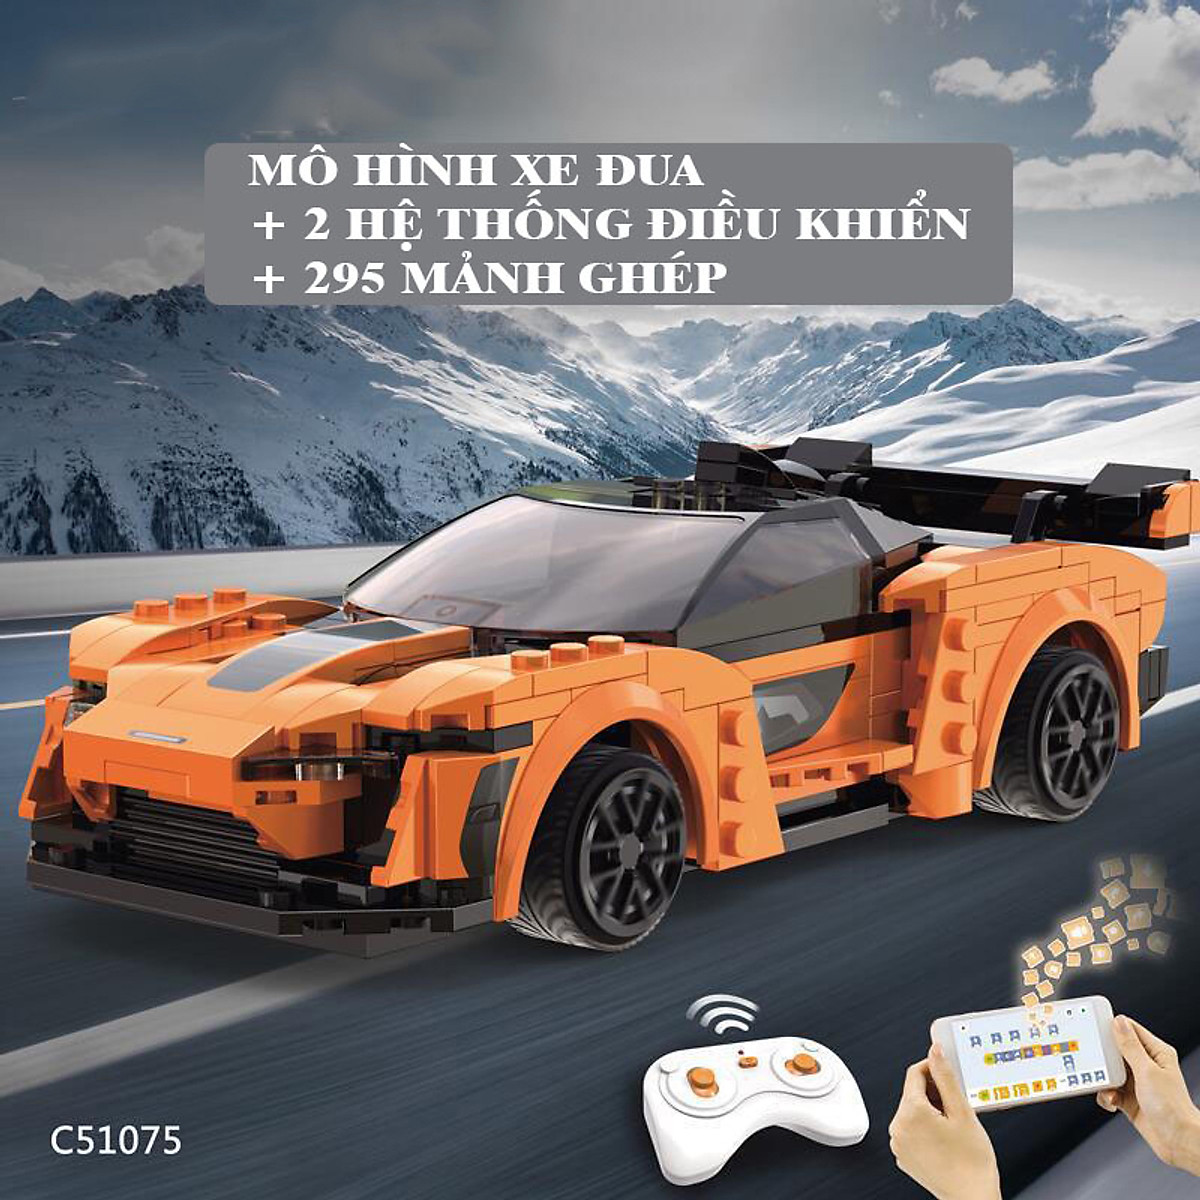 MÔ HÌNH XE ĐUA
+ 2 HỆ THỐNG ĐIỀU KHIỂN
+ 295 MẢNH GHÉP
C51075